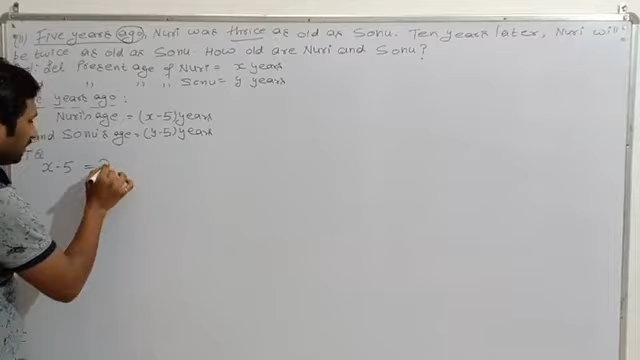 Five years ago, Nuri was thrice as old as Sonu. Ten years later, Nuri will
be twice as old as Sonu. How old are Nuri and Sonu?
Let Present age of Nuri = x years
" " " Sonu = y years
years ago :
Nuri's age = (x-5) years
and Sonu's age = (y-5) years
x-5 =